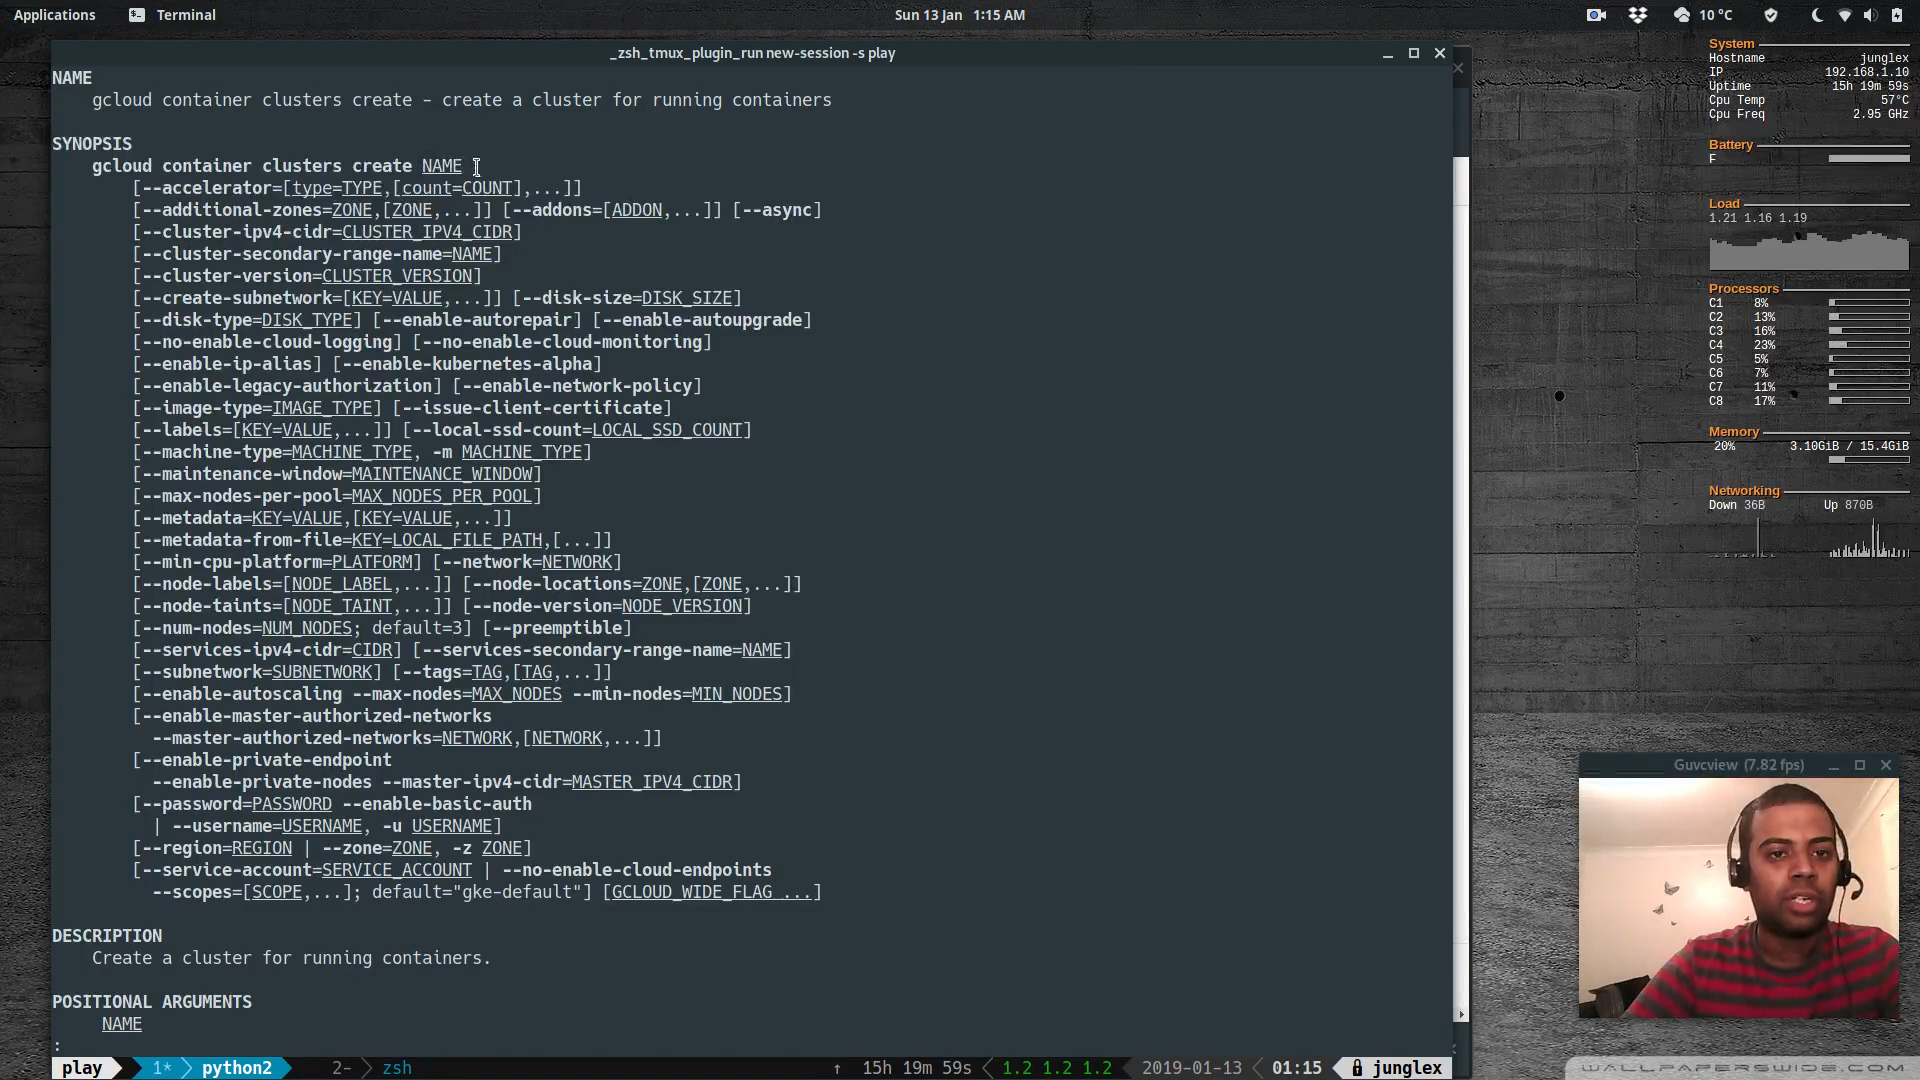 Applications
Terminal
Sun 13 Jan 1:15 AM
10 °C
_zsh_tmux_plugin_run new-session -s play
NAME
gcloud container clusters create - create a cluster for running containers
SYNOPSIS
gcloud container clusters create NAME
[--accelerator=[type=TYPE,[count=COUNT],...]]
[--additional-zones=ZONE,[ZONE,...]] [--addons=[ADDON,...]] [--async]
[--cluster-ipv4-cidr=CLUSTER_IPV4_CIDR]
[--cluster-secondary-range-name=NAME]
[--cluster-version=CLUSTER_VERSION]
[--create-subnetwork=[KEY=VALUE,...]] [--disk-size=DISK_SIZE]
[--disk-type=DISK_TYPE] [--enable-autorepair] [--enable-autoupgrade]
[--no-enable-cloud-logging] [--no-enable-cloud-monitoring]
[--enable-ip-alias] [--enable-kubernetes-alpha]
[--enable-legacy-authorization] [--enable-network-policy]
[--image-type=IMAGE_TYPE] [--issue-client-certificate]
[--labels=[KEY=VALUE,...]] [--local-ssd-count=LOCAL_SSD_COUNT]
[--machine-type=MACHINE_TYPE, -m MACHINE_TYPE]
[--maintenance-window=MAINTENANCE_WINDOW]
[--max-nodes-per-pool=MAX_NODES_PER_POOL]
[--metadata=KEY=VALUE,[KEY=VALUE,...]]
[--metadata-from-file=KEY=LOCAL_FILE_PATH,[...]]
[--min-cpu-platform=PLATFORM] [--network=NETWORK]
[--node-labels=[NODE_LABEL,...]] [--node-locations=ZONE,[ZONE,...]]
[--node-taints=[NODE_TAINT,...]] [--node-version=NODE_VERSION]
[--num-nodes=NUM_NODES; default=3] [--preemptible]
[--services-ipv4-cidr=CIDR] [--services-secondary-range-name=NAME]
[--subnetwork=SUBNETWORK] [--tags=TAG,[TAG,...]]
[--enable-autoscaling --max-nodes=MAX_NODES --min-nodes=MIN_NODES]
[--enable-master-authorized-networks
--master-authorized-networks=NETWORK,[NETWORK,...]]
[--enable-private-endpoint
--enable-private-nodes --master-ipv4-cidr=MASTER_IPV4_CIDR]
[--password=PASSWORD --enable-basic-auth
| --username=USERNAME, -u USERNAME]
[--region=REGION | --zone=ZONE, -z ZONE]
[--service-account=SERVICE_ACCOUNT | --no-enable-cloud-endpoints
--scopes=[SCOPE,...]; default="gke-default"] [GCLOUD_WIDE_FLAG ...]
DESCRIPTION
Create a cluster for running containers.
POSITIONAL ARGUMENTS
NAME
:
play 1* python2 2- zsh ↑ 15h 19m 59s 1.2 1.2 1.2 2019-01-13 01:15 junglex
System
Hostname junglex
IP 192.168.1.10
Uptime 15h 19m 59s
Cpu Temp 57°C
Cpu Freq 2.95 GHz
Battery
F
Load
1.21 1.16 1.19
Processors
C1 8%
C2 13%
C3 16%
C4 23%
C5 5%
C6 7%
C7 11%
C8 17%
Memory
20% 3.10GiB / 15.4GiB
Networking
Down 36B Up 870B
Guvcview (7.82 fps)
WALLPAPERSWIDE.COM